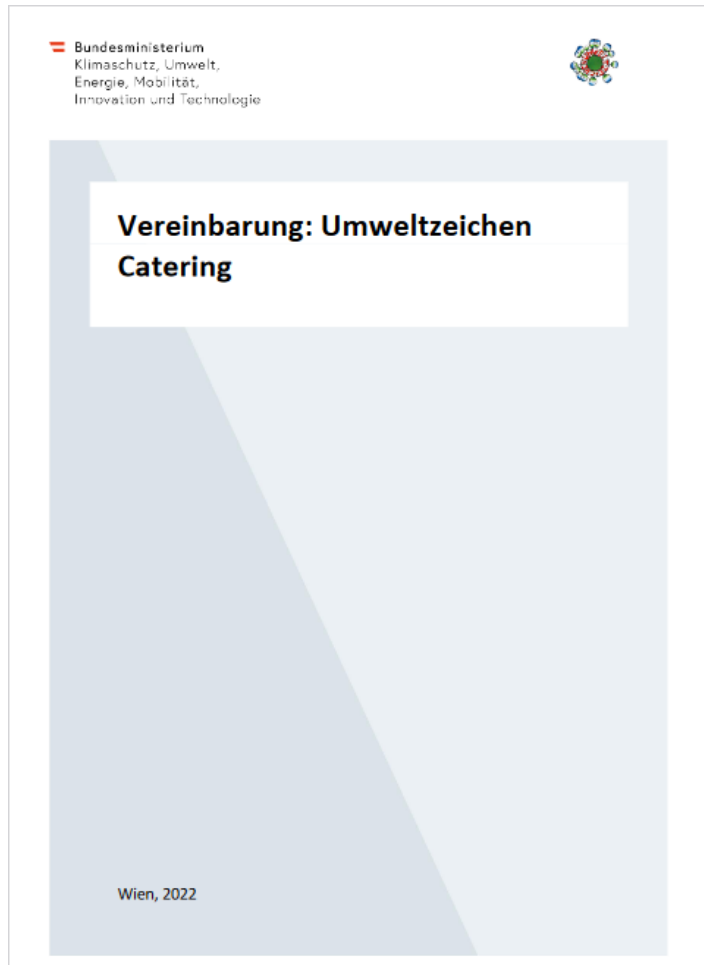 Bundesministerium
Klimaschutz, Umwelt,
Energie, Mobilität,
Innovation und Technologie
Vereinbarung: Umweltzeichen
Catering
Wien, 2022